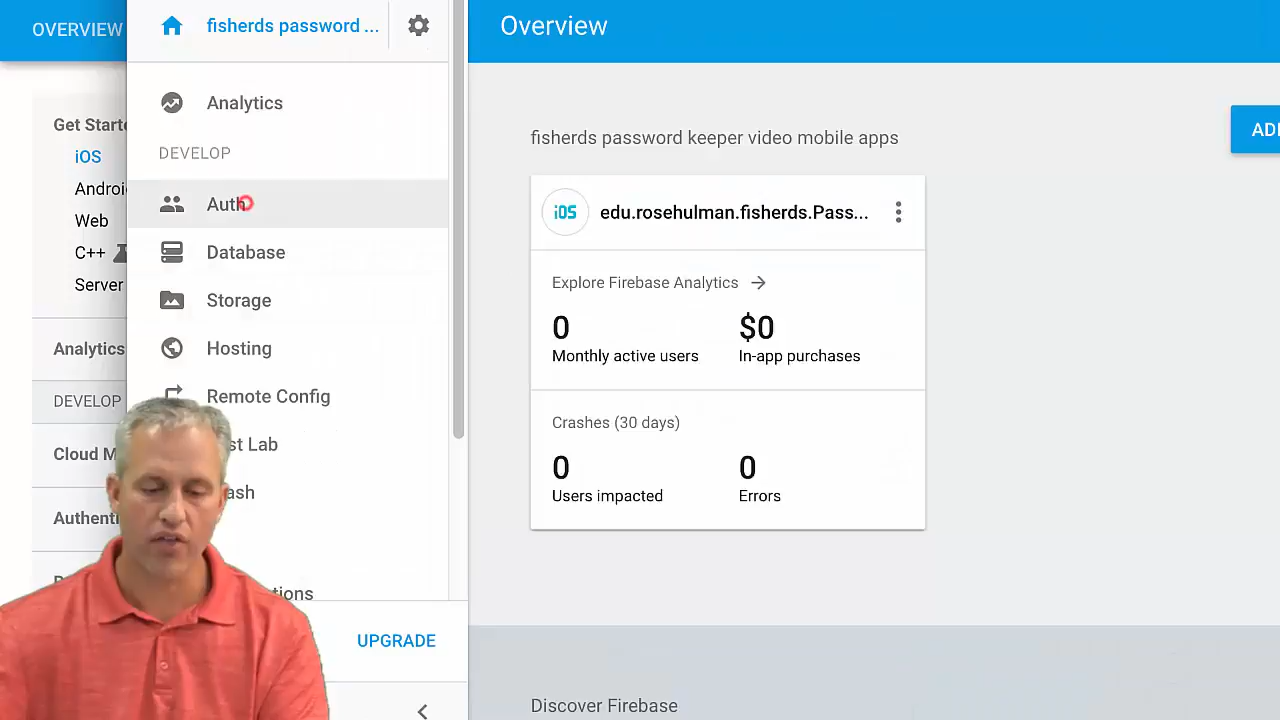 OVERVIEW
Get Starte
iOS
Androi
Web
C++
Server
Analytics
DEVELOP
Cloud M
Authenti
fisherds password ...
Analytics
DEVELOP
Auth
Database
Storage
Hosting
Remote Config
st Lab
ash
tions
UPGRADE
Overview
fisherds password keeper video mobile apps
ADD
iOS
edu.rosehulman.fisherds.Pass...
Explore Firebase Analytics
0
$0
Monthly active users
In-app purchases
Crashes (30 days)
0
0
Users impacted
Errors
Discover Firebase